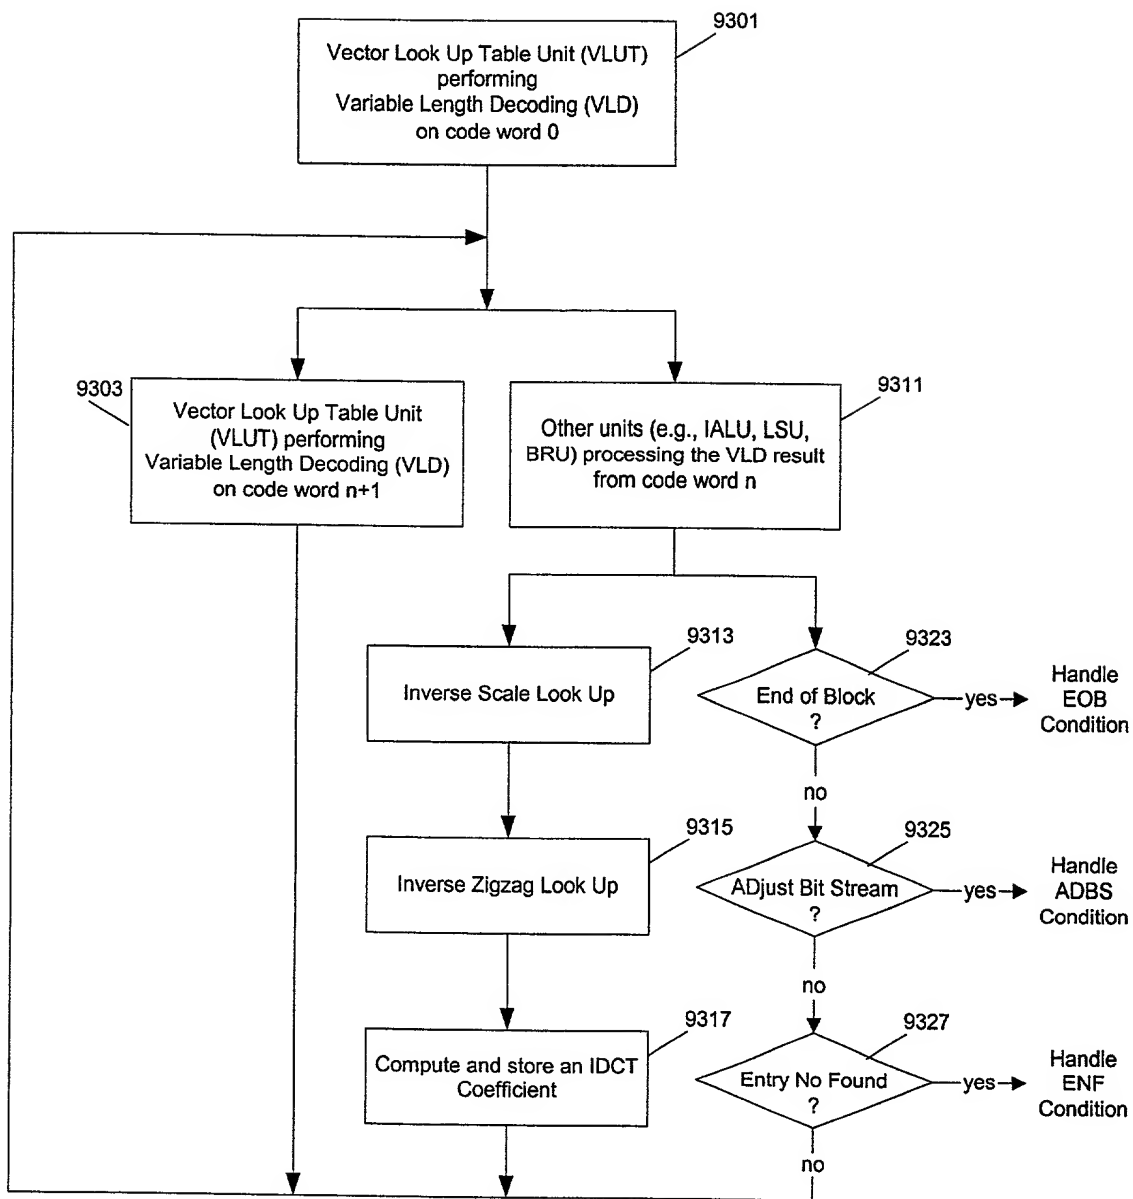 9301
Vector Look Up Table Unit (VLUT)
performing
Variable Length Decoding (VLD)
on code word 0
9303
Vector Look Up Table Unit
(VLUT) performing
Variable Length Decoding (VLD)
on code word n+1
9311
Other units (e.g., IALU, LSU,
BRU) processing the VLD result
from code word n
9313
Inverse Scale Look Up
9323
End of Block
?
yes
Handle
EOB
Condition
no
9315
Inverse Zigzag Look Up
9325
ADjust Bit Stream
?
yes
Handle
ADBS
Condition
no
9317
Compute and store an IDCT
Coefficient
9327
Entry No Found
?
yes
Handle
ENF
Condition
no